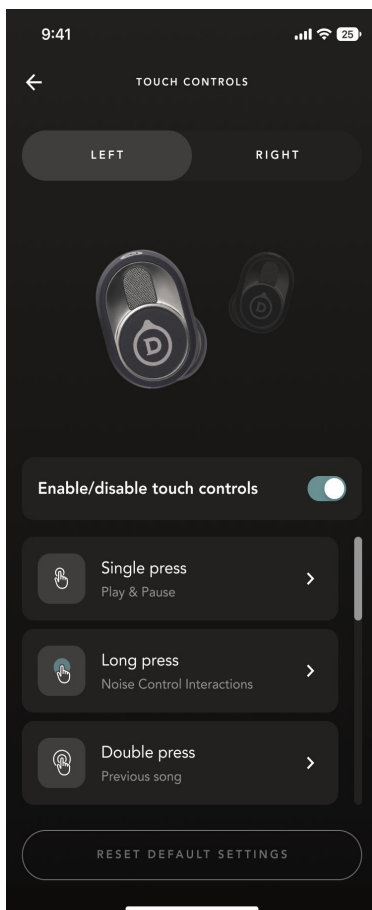 9:41
25
TOUCH CONTROLS
LEFT
RIGHT
D
D
Enable/disable touch controls
Single press
Play & Pause
Long press
Noise Control Interactions
Double press
Previous song
RESET DEFAULT SETTINGS